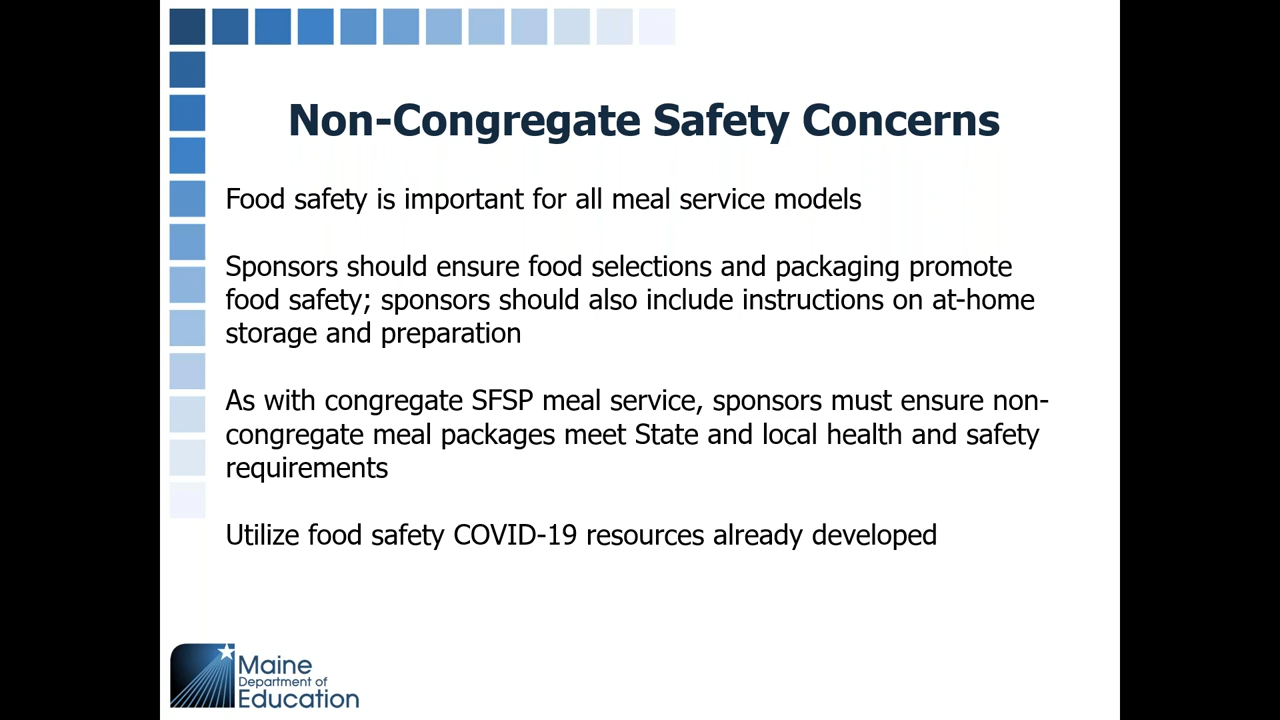 Non-Congregate Safety Concerns
Food safety is important for all meal service models
Sponsors should ensure food selections and packaging promote
food safety; sponsors should also include instructions on at-home
storage and preparation
As with congregate SFSP meal service, sponsors must ensure non-
congregate meal packages meet State and local health and safety
requirements
Utilize food safety COVID-19 resources already developed
Maine
Department of
Education